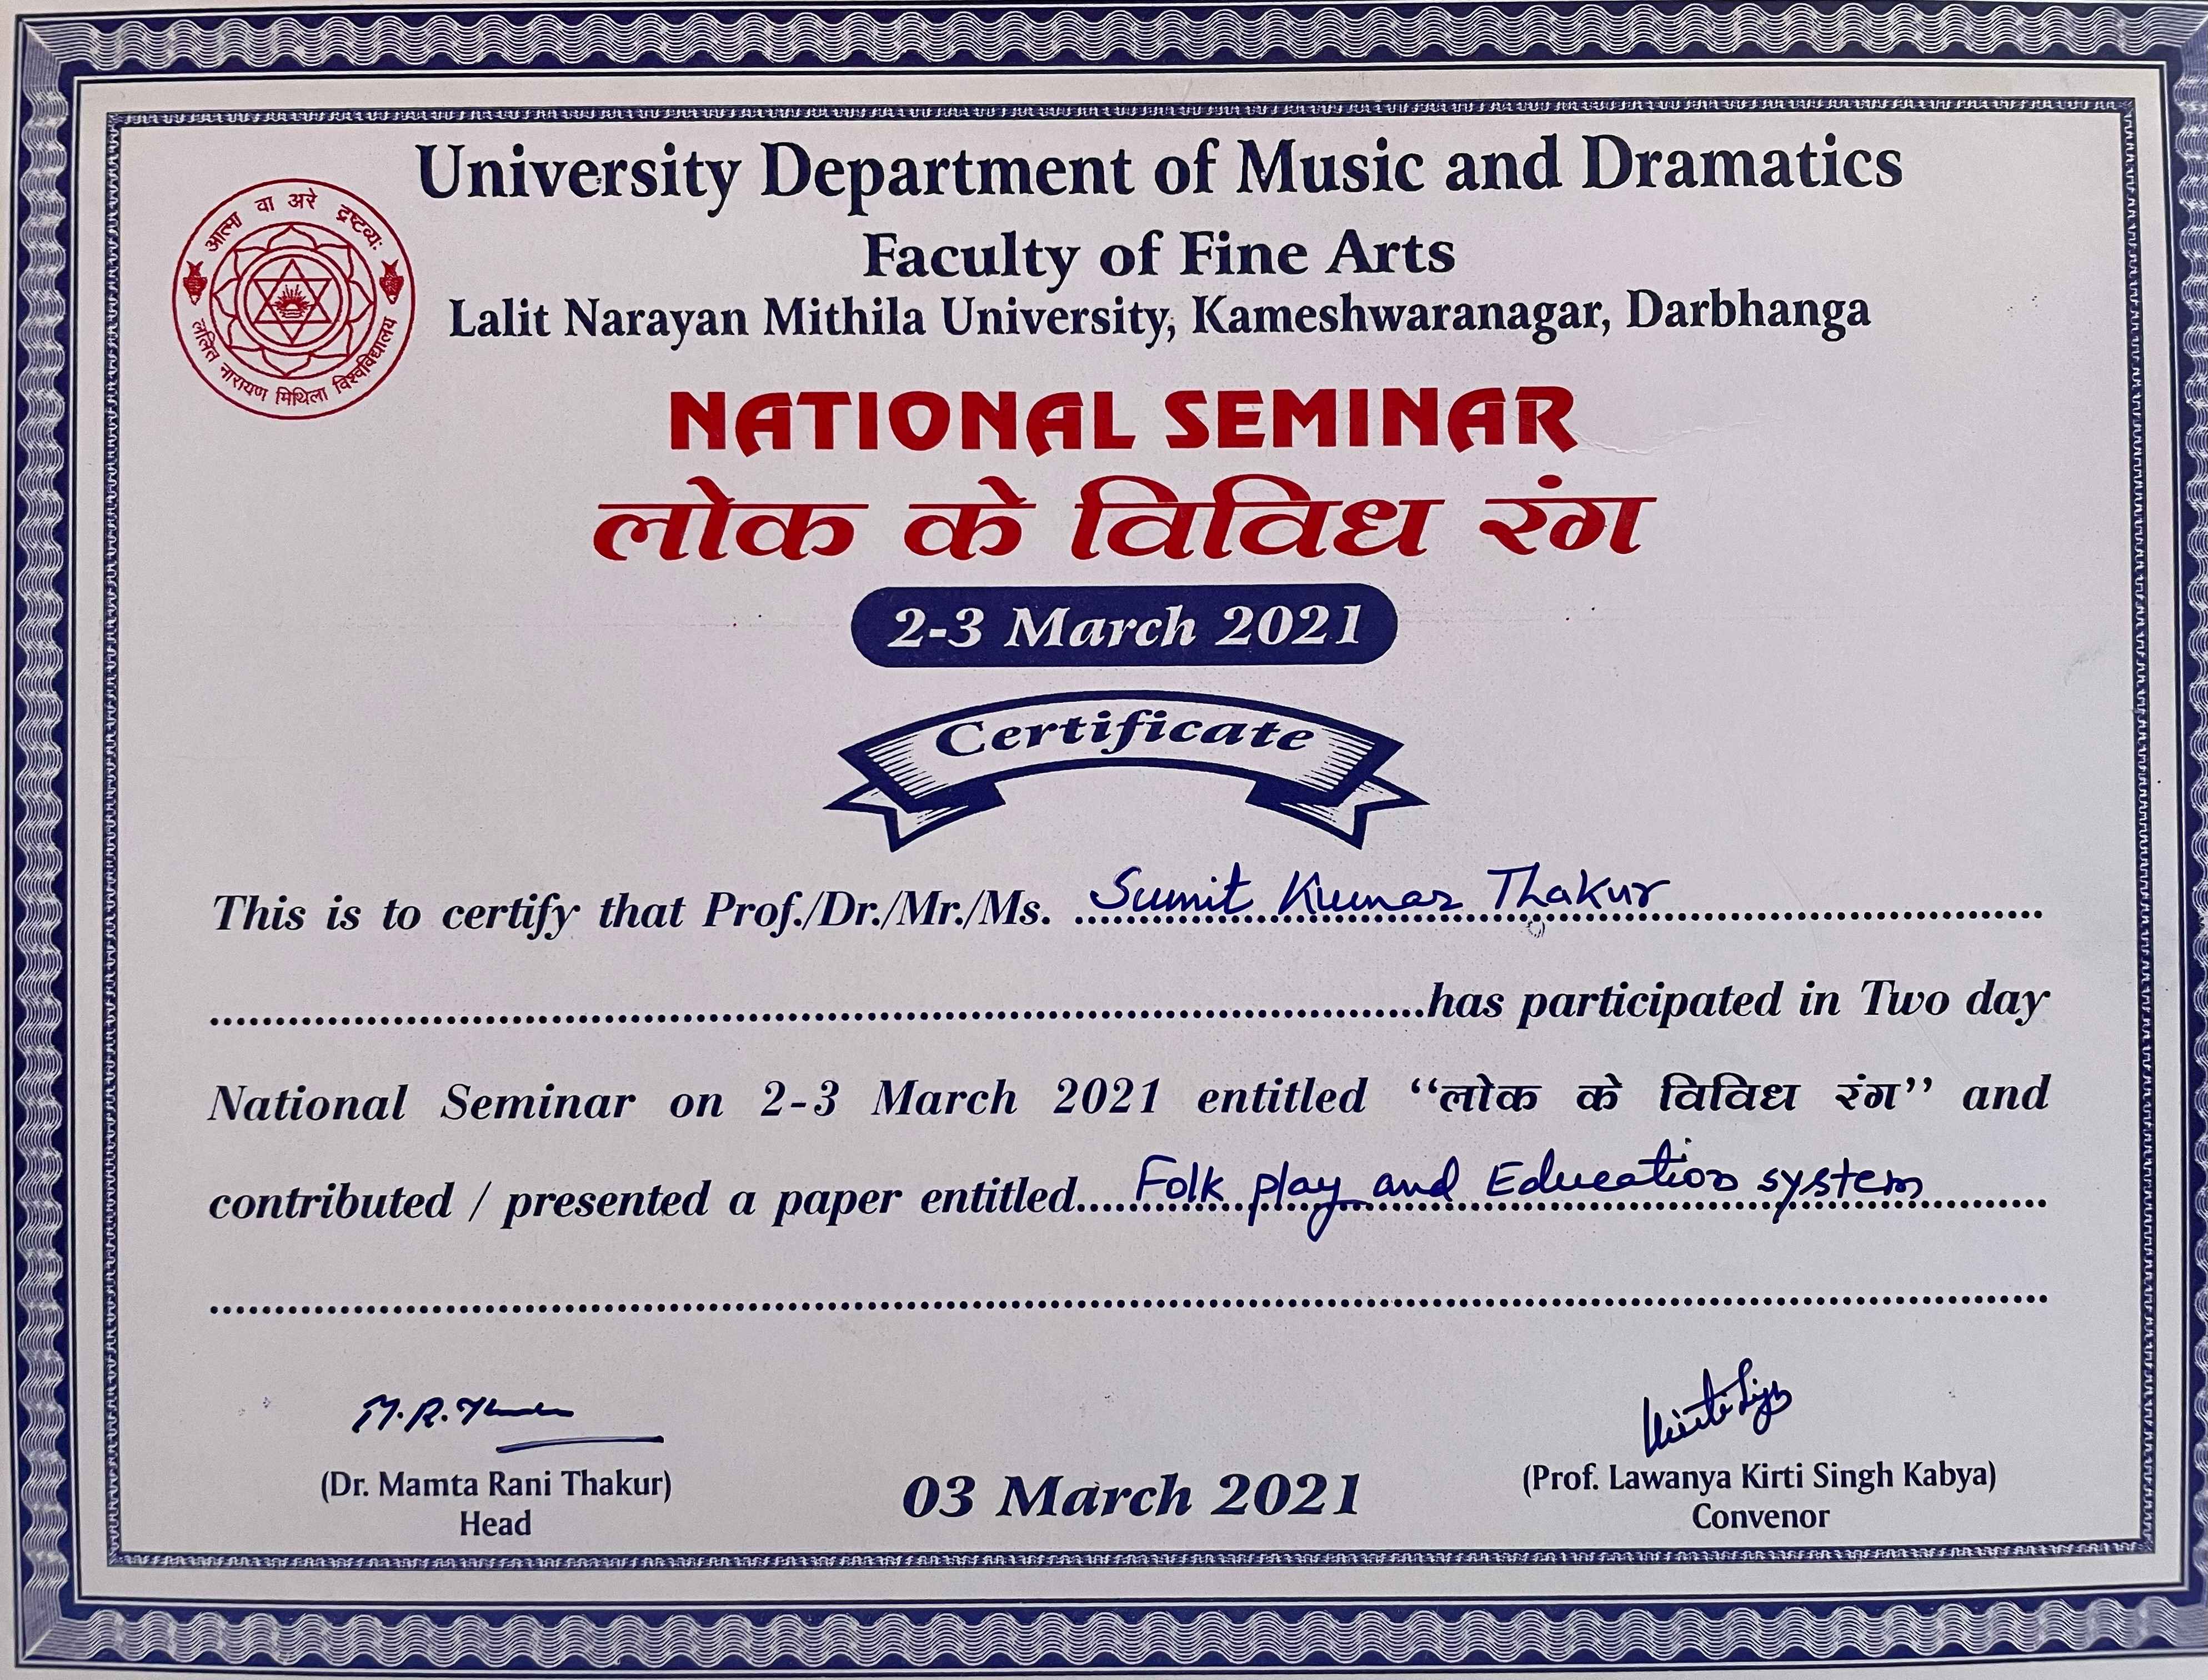 University Department of Music and Dramatics
Faculty of Fine Arts
Lalit Narayan Mithila University, Kameshwaranagar, Darbhanga
आत्मा वा अरे द्रष्टव्यः
ललित नारायण मिथिला विश्वविद्यालय
NATIONAL SEMINAR
लोक के विविध रंग
2-3 March 2021
Certificate
This is to certify that Prof./Dr./Mr./Ms. Sumit Kumar Thakur
has participated in Two day
National Seminar on 2-3 March 2021 entitled “लोक के विविध रंग” and
contributed / presented a paper entitled.... Folk play and Education system
M.R.
(Dr. Mamta Rani Thakur)
Head
03 March 2021
(Prof. Lawanya Kirti Singh Kabya)
Convenor